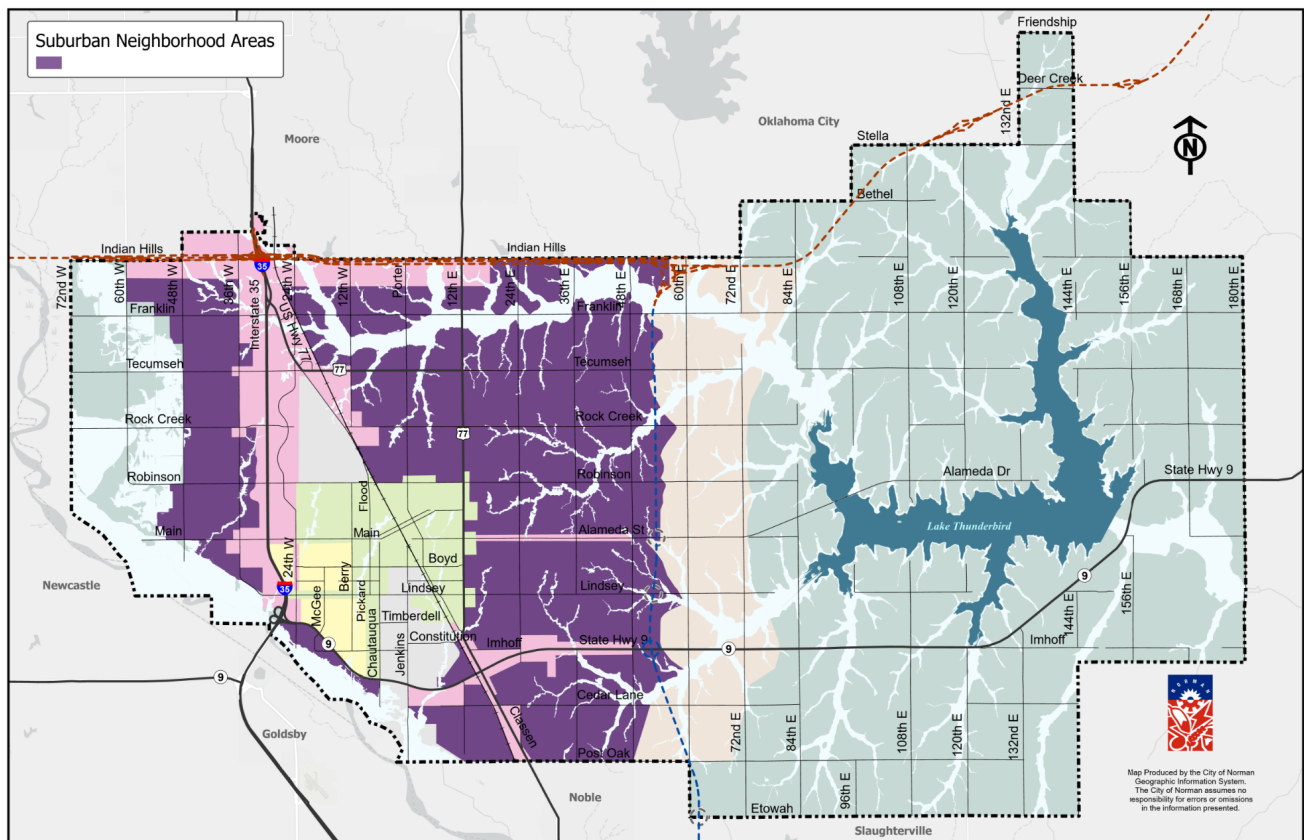 Suburban Neighborhood Areas
Friendship
Deer Creek
132nd E
Oklahoma City
Moore
Stella
N
Bethel
Indian Hills
Indian Hills
35
72nd W
60th W
48th W
36th W
24th W
12th W
Porter
12th E
24th E
36th E
48th E
60th E
72nd E
84th E
108th E
120th E
144th E
156th E
168th E
180th E
Interstate 35
US Hwy 77
Franklin
Franklin
Tecumseh
77
Tecumseh
Rock Creek
Rock Creek
77
Robinson
Robinson
Alameda Dr
State Hwy 9
Flood
Main
Main
Alameda St
Lake Thunderbird
24th W
Boyd
Newcastle
35
McGee
Berry
Pickard
Lindsey
Lindsey
9
Chautauqua
Timberdell
Jenkins
Constitution
Imhoff
State Hwy 9
9
144th E
156th E
Imhoff
9
9
Cedar Lane
NORMAN
Goldsby
Classen
72nd E
84th E
108th E
120th E
132nd E
Post Oak
96th E
Map Produced by the City of Norman
Geographic Information System.
The City of Norman assumes no
responsibility for errors or omissions
in the information presented.
Noble
Etowah
Slaughterville